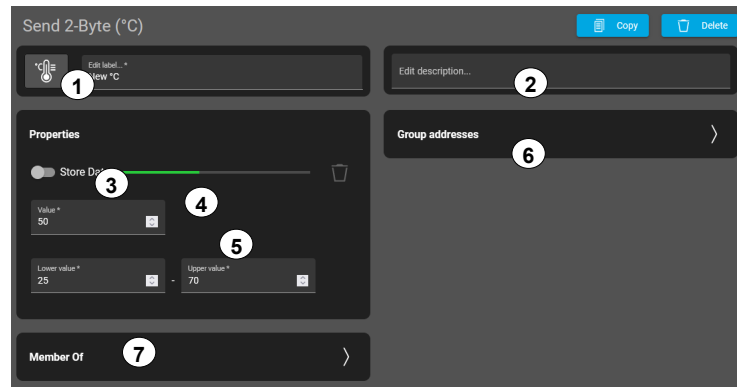 Send 2-Byte (°C)
Copy
Delete
°C
Edit label... *
New °C
1
Edit description...
2
Properties
Group addresses
6
Store Dat
3
4
Value *
50
5
Lower value *
25
-
Upper value *
70
Member Of
7